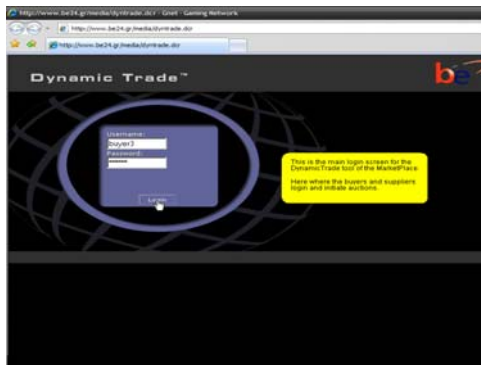 http://www.be24.gr/media/dyntrade.dcr - Gnet - Gaming Network
http://www.be24.gr/media/dyntrade.dcr
http://www.be24.gr/media/dyntrade.dcr
Dynamic Trade™
be
Username:
buyer3
Password:
******
Login
This is the main login screen for the
DynamicTrade tool of the MarketPlace
Here where the buyers and suppliers
login and initiate auctions.